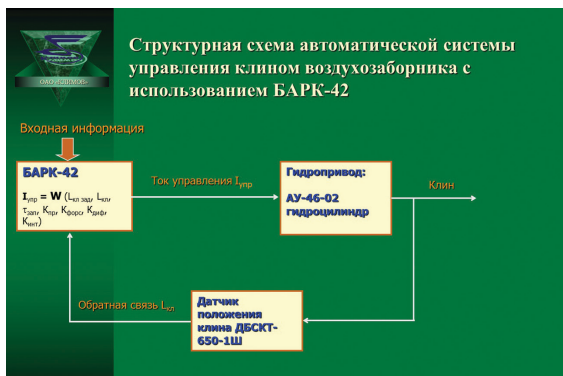 Структурная схема автоматической системы
управления клином воздухозаборника с
использованием БАРК-42
Входная информация
БАРК-42
Iупр = W (Lкл зад, Lкл,
τзап, Kпр, Kфорс, Kдиф,
Kинт)
Ток управления Iупр
Гидропривод:
АУ-46-02
гидроцилиндр
Клин
Обратная связь Lкл
Датчик
положения
клина ДБСКТ-
650-1Ш